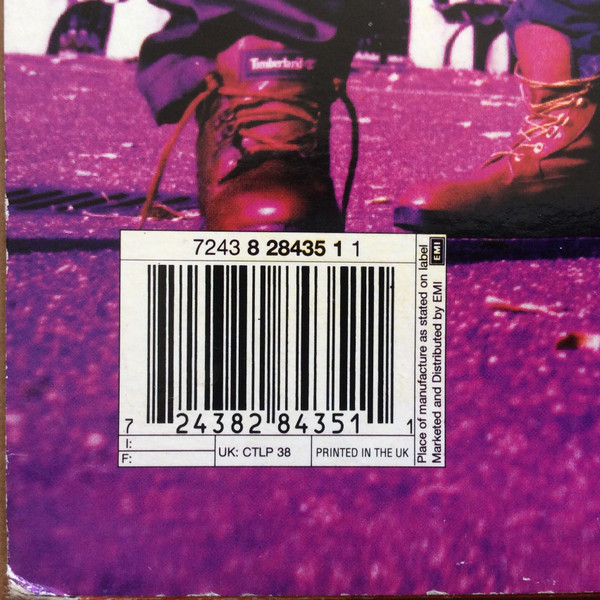 Timberland
7243 8 28435 1 1
7 24382 84351 1
I:
F:
UK: CTLP 38
PRINTED IN THE UK
Place of manufacture as stated on label
Marketed and Distributed by EMI
EMI